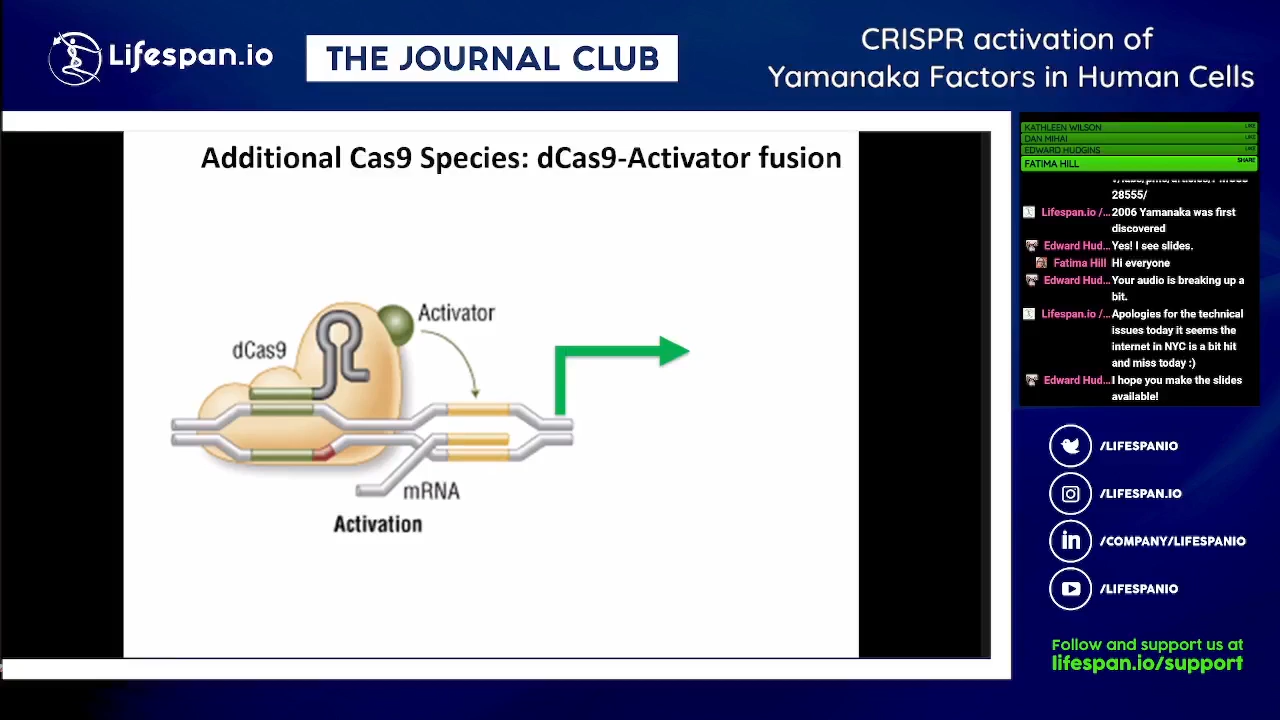 Lifespan.io
THE JOURNAL CLUB
CRISPR activation of
Yamanaka Factors in Human Cells
Additional Cas9 Species: dCas9-Activator fusion
dCas9
Activator
mRNA
Activation
KATHLEEN WILSON LIKE
DAN MIHAI LIKE
EDWARD HUDGINS LIKE
FATIMA HILL SHARE
28555/
Lifespan.io /... 2006 Yamanaka was first
discovered
Edward Hud... Yes! I see slides.
Fatima Hill Hi everyone
Edward Hud... Your audio is breaking up a
bit.
Lifespan.io /... Apologies for the technical
issues today it seems the
internet in NYC is a bit hit
and miss today :)
Edward Hud... I hope you make the slides
available!
/LIFESPANIO
/LIFESPAN.IO
/COMPANY/LIFESPANIO
/LIFESPANIO
Follow and support us at
lifespan.io/support